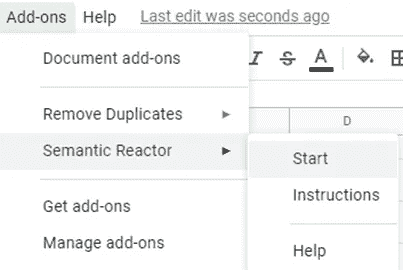 Add-ons Help Last edit was seconds ago
Document add-ons
I S A
Remove Duplicates
D
Semantic Reactor
Start
Instructions
Get add-ons
Manage add-ons
Help